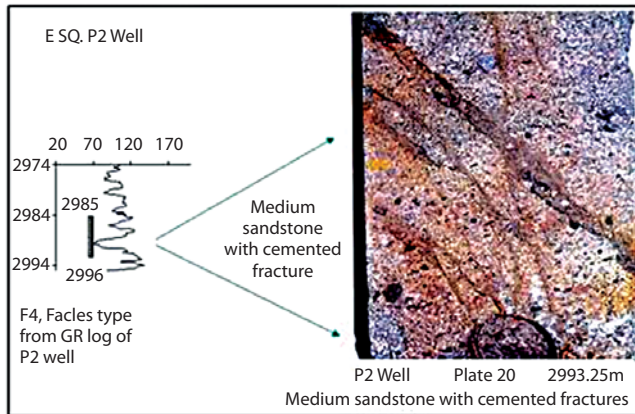 E SQ. P2 Well
20 70 120 170
2974
2985
2984
2994
2996
Medium
sandstone
with cemented
fracture
F4, Facles type
from GR log of
P2 well
P2 Well Plate 20 2993.25m
Medium sandstone with cemented fractures